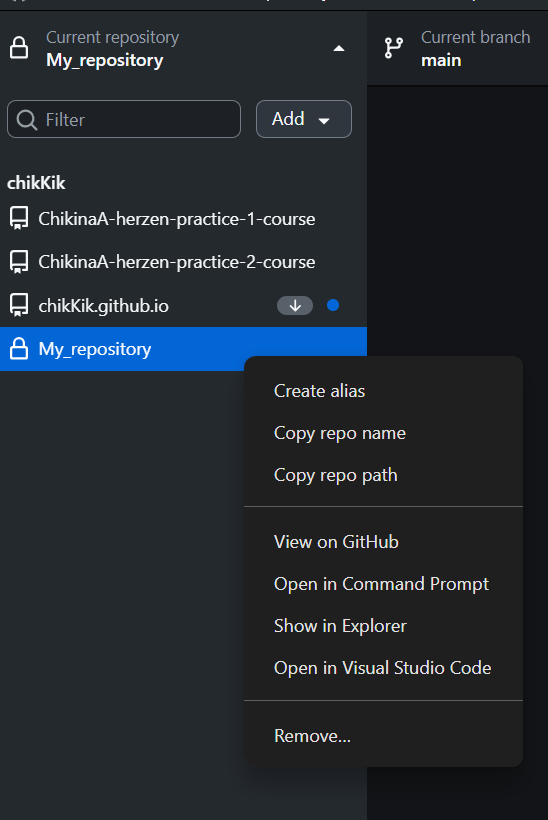 Current repository
My_repository
Current branch
main
Filter
Add
chikKik
ChikinaA-herzen-practice-1-course
ChikinaA-herzen-practice-2-course
chikKik.github.io
My_repository
Create alias
Copy repo name
Copy repo path
View on GitHub
Open in Command Prompt
Show in Explorer
Open in Visual Studio Code
Remove...